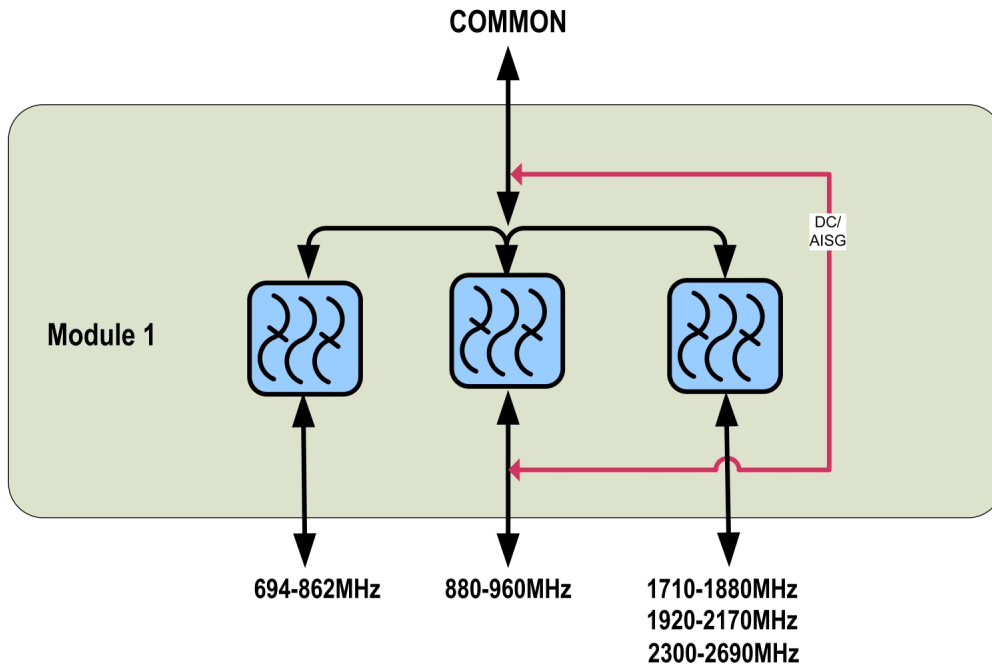 COMMON
DC/
AISG
Module 1
694-862MHz
880-960MHz
1710-1880MHz
1920-2170MHz
2300-2690MHz